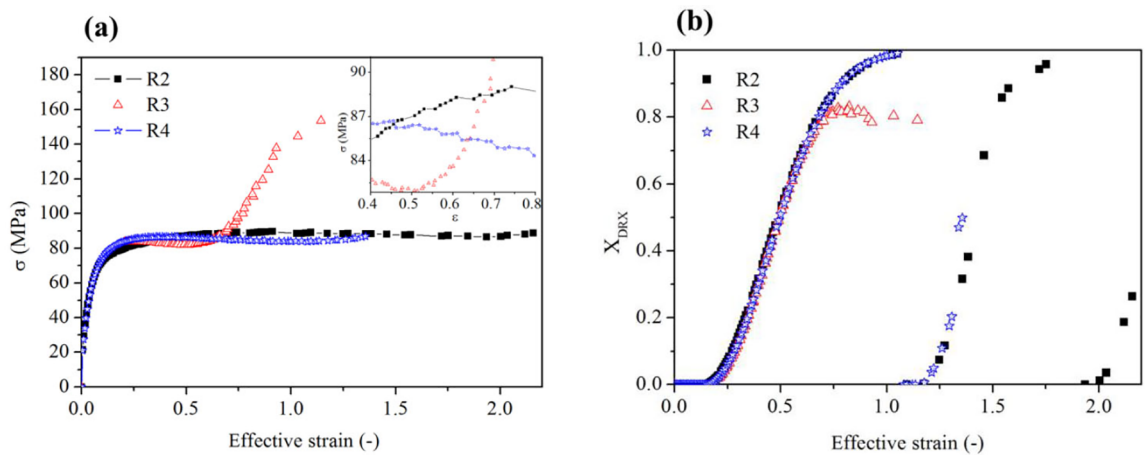 (a)
190
180
160
140
120
100
80
60
40
20
0
σ (MPa)
0.0 0.5 1.0 1.5 2.0
Effective strain (-)
R2
R3
R4
90
87
84
σ (MPa)
0.4 0.5 0.6 0.7 0.8
ε
(b)
1.0
0.8
0.6
0.4
0.2
0.0
X_DRX
0.0 0.5 1.0 1.5 2.0
Effective strain (-)
R2
R3
R4